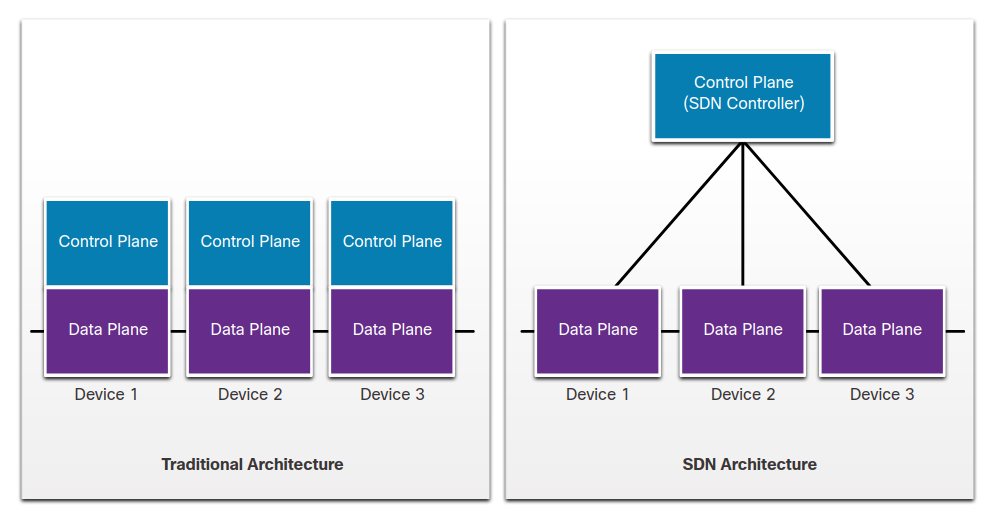 Control Plane
Control Plane
Control Plane
Data Plane
Data Plane
Data Plane
Device 1
Device 2
Device 3
Traditional Architecture
Control Plane
(SDN Controller)
Data Plane
Data Plane
Data Plane
Device 1
Device 2
Device 3
SDN Architecture